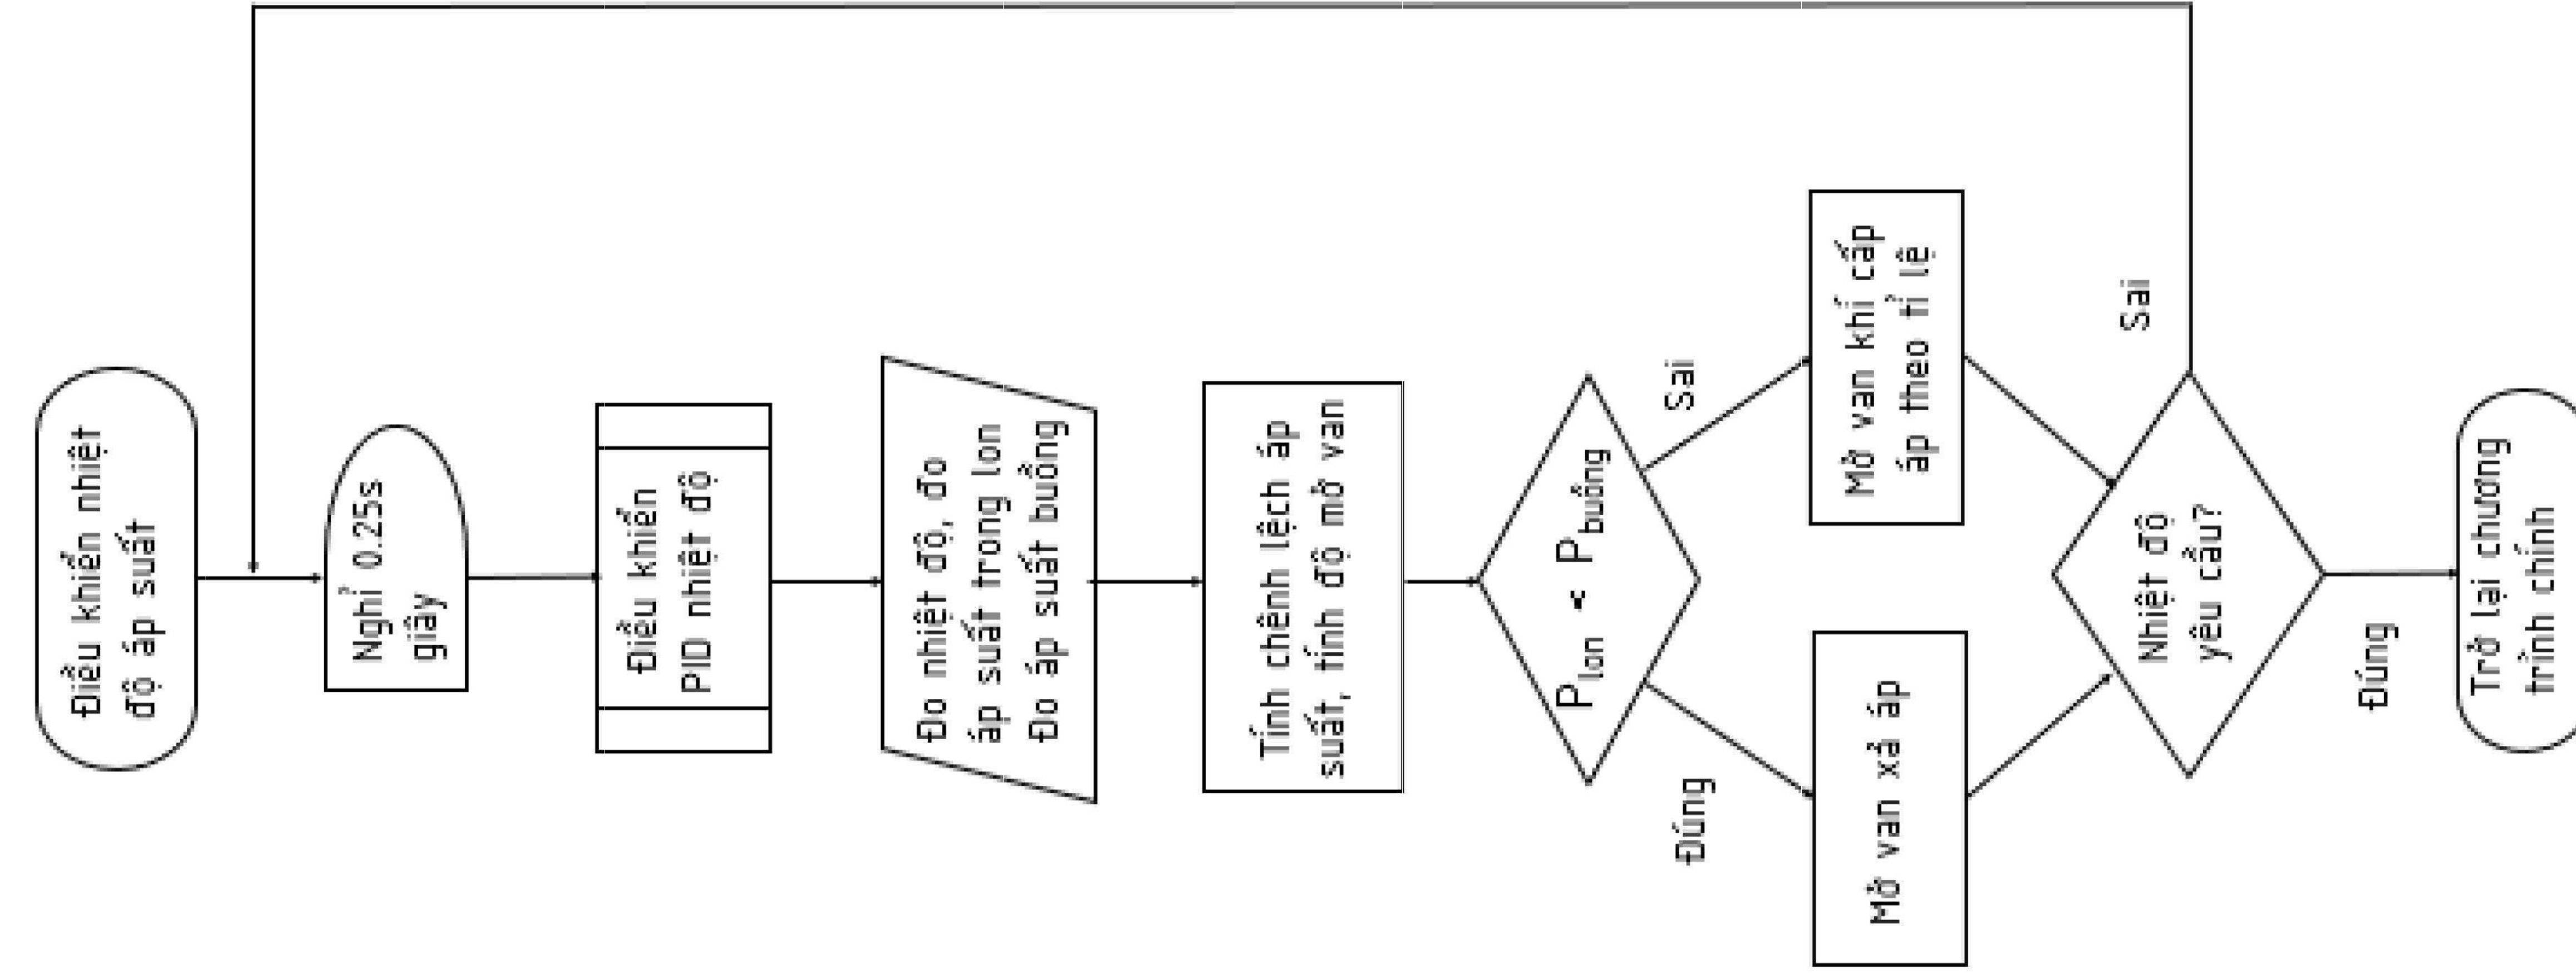 Điều khiển nhiệt
độ áp suất
Nghỉ 0.25s
giây
Điều khiển
PID nhiệt độ
Đo nhiệt độ, đo
áp suất trong lon
Đo áp suất buồng
Tính chênh lệch áp
suất, tính độ mở van
Plon < Pbuồng
Sai
Đúng
Mở van khí cấp
áp theo tỉ lệ
Mở van xả áp
Nhiệt độ
yêu cầu?
Sai
Đúng
Trở lại chương
trình chính